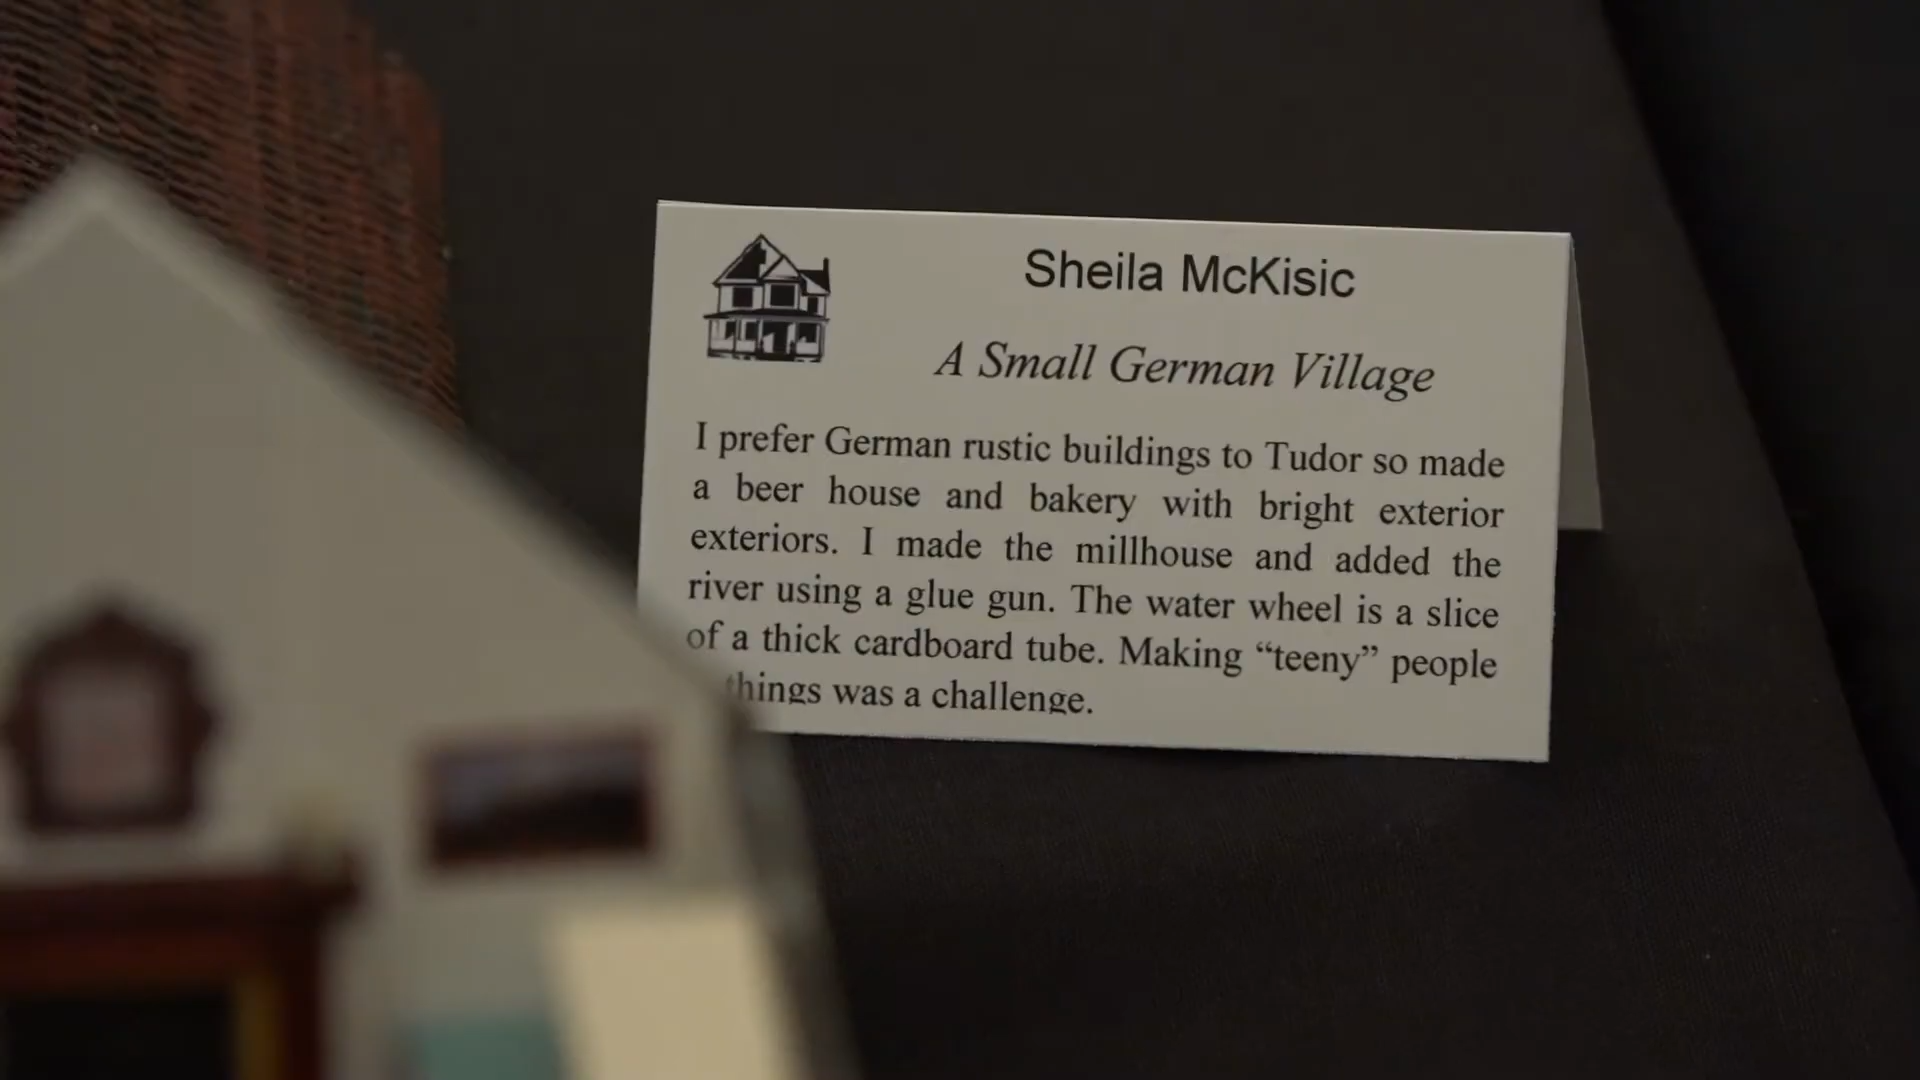 Sheila McKisic
A Small German Village
I prefer German rustic buildings to Tudor so made
a beer house and bakery with bright exterior
exteriors. I made the millhouse and added the
river using a glue gun. The water wheel is a slice
of a thick cardboard tube. Making “teeny” people
things was a challenge.